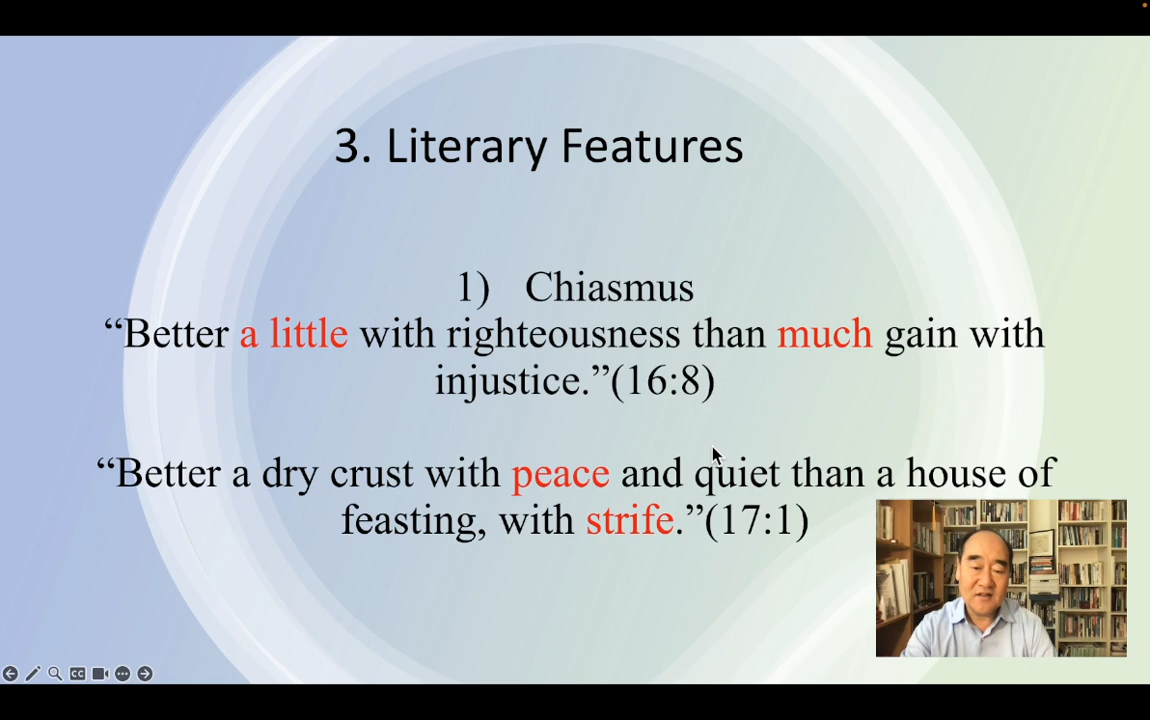 3. Literary Features
1) Chiasmus
“Better a little with righteousness than much gain with
injustice.”(16:8)
“Better a dry crust with peace and quiet than a house of
feasting, with strife.”(17:1)
CC